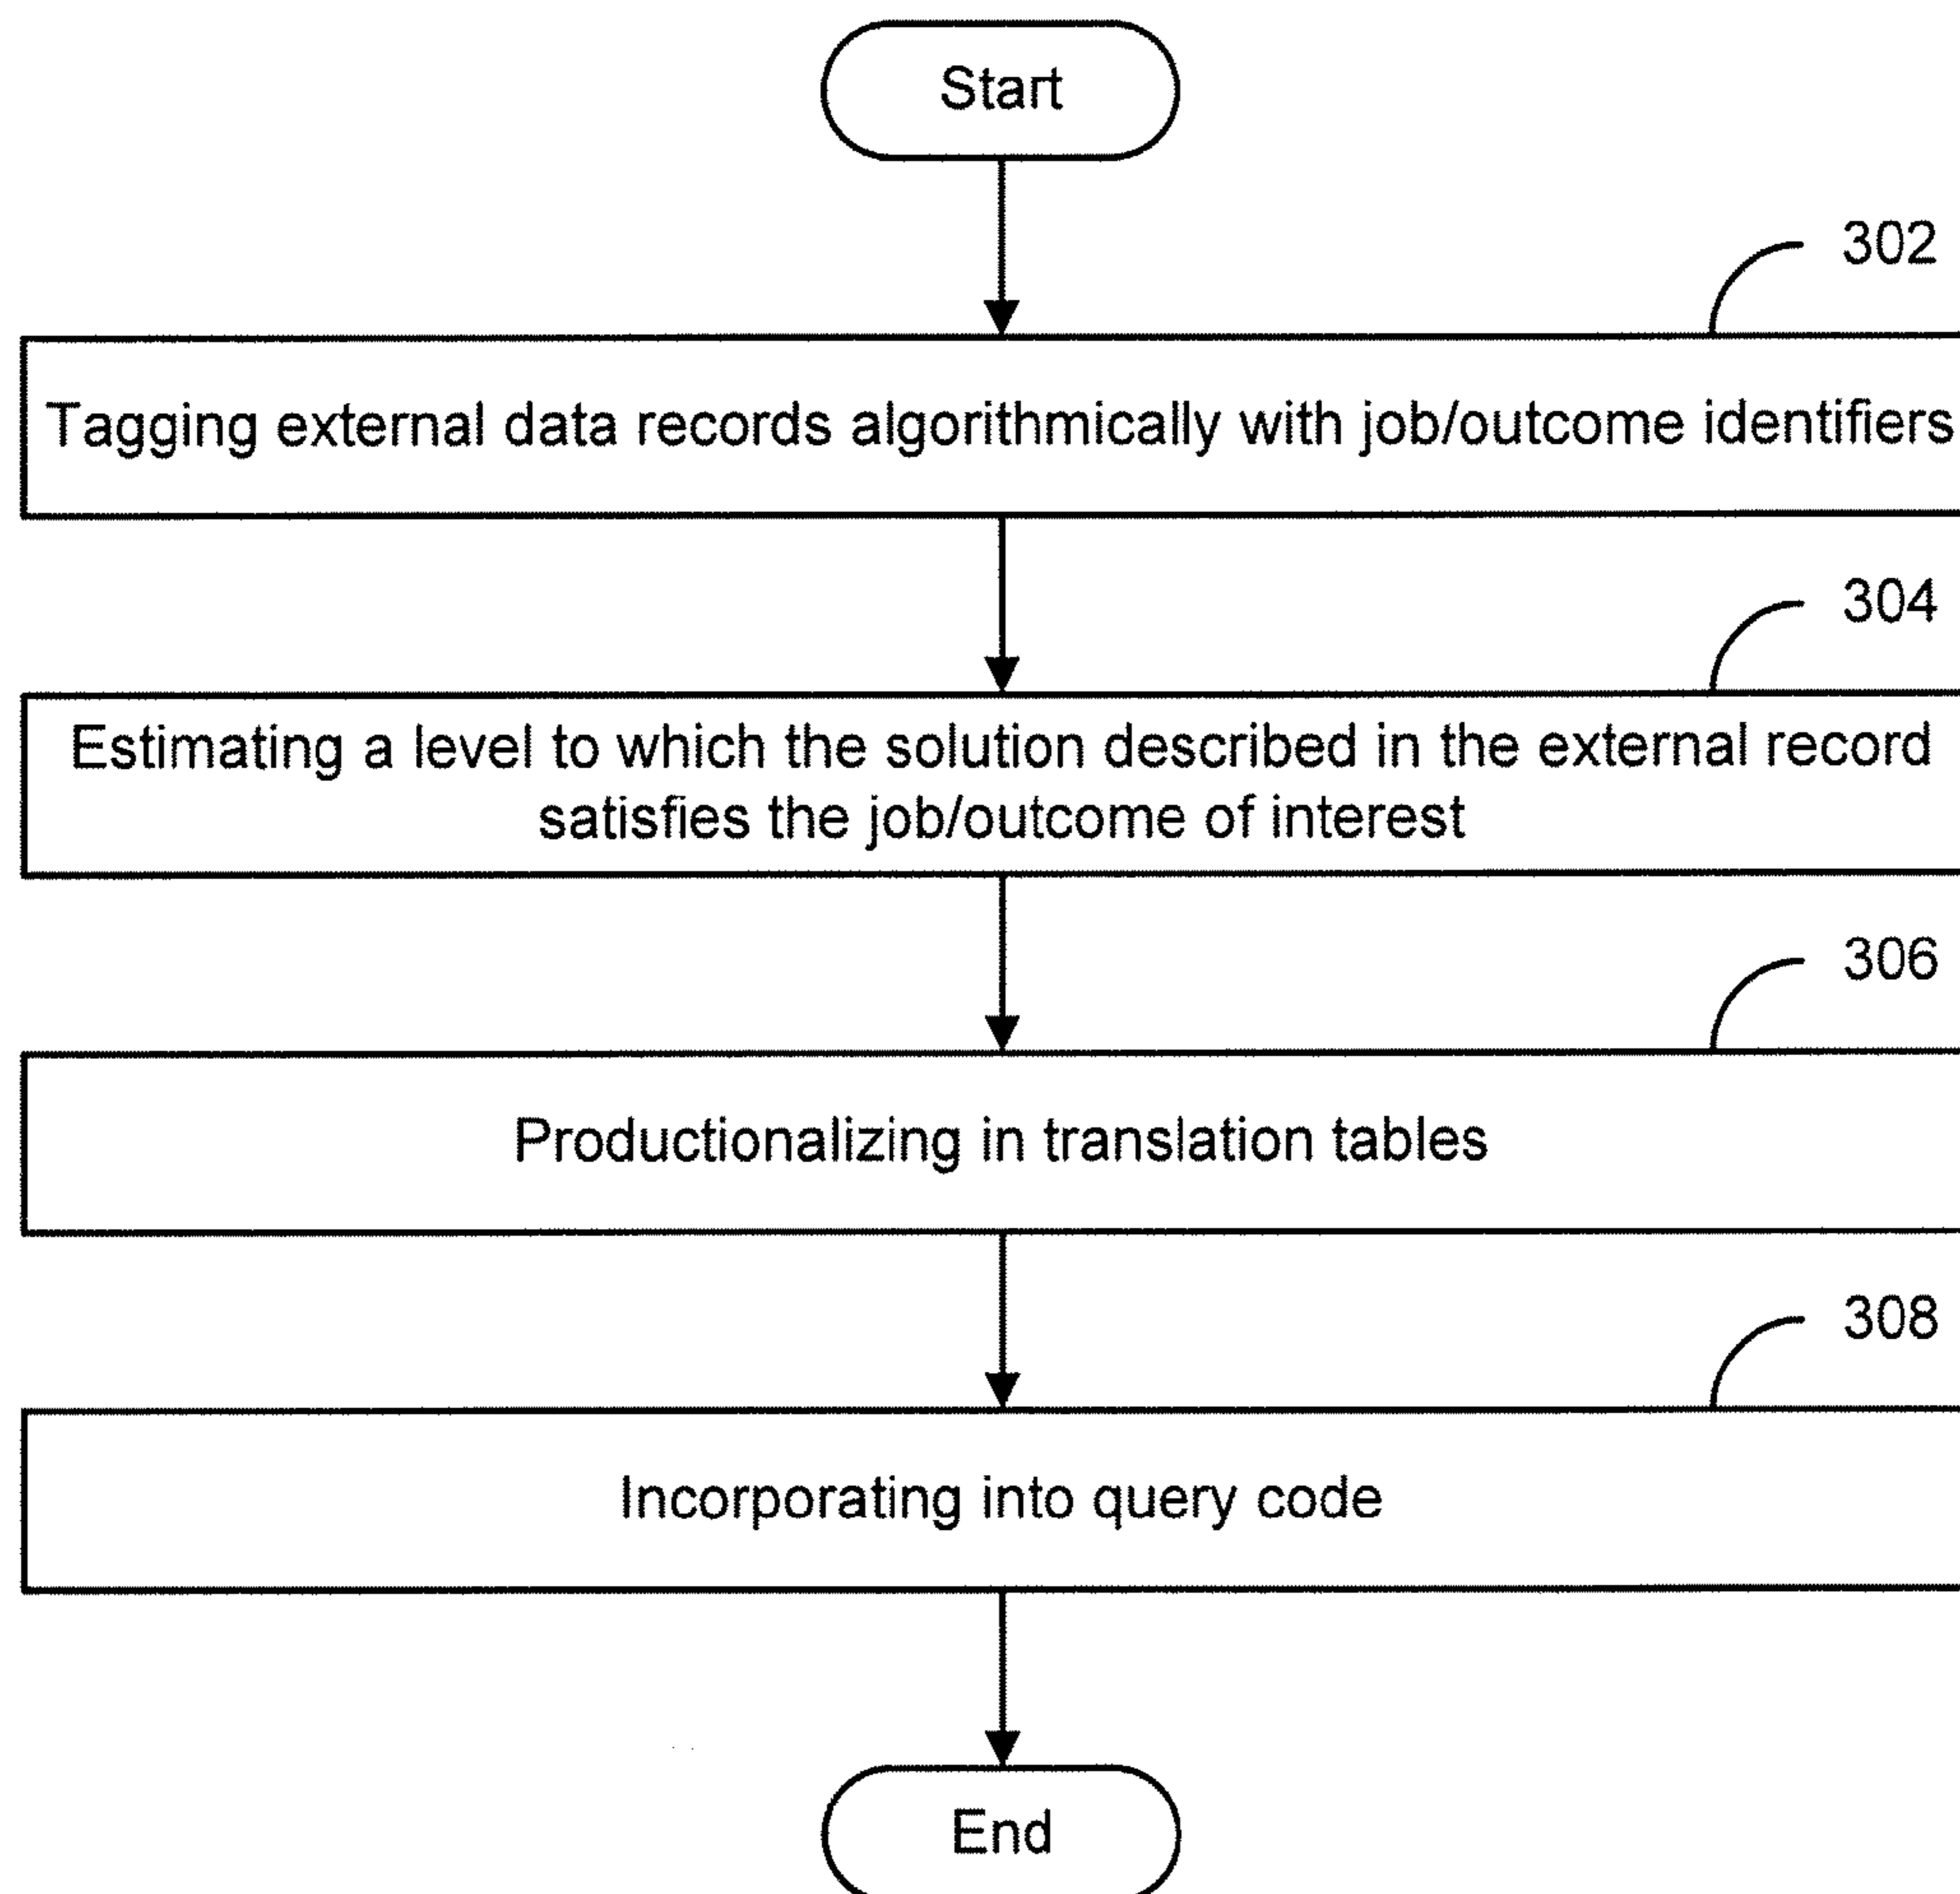 Start
302
Tagging external data records algorithmically with job/outcome identifiers
304
Estimating a level to which the solution described in the external record
satisfies the job/outcome of interest
306
Productionalizing in translation tables
308
Incorporating into query code
End